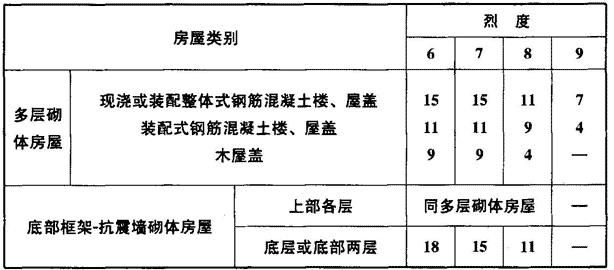 房屋类别 烈 度
6 7 8 9
多层砌体房屋 现浇或装配整体式钢筋混凝土楼、屋盖 15 15 11 7
装配式钢筋混凝土楼、屋盖 11 11 9 4
木屋盖 9 9 4 —
底部框架-抗震墙砌体房屋 上部各层 同多层砌体房屋 —
底层或底部两层 18 15 11 —